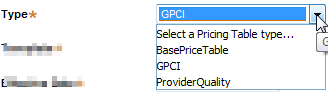 Type* GPCI
Select a Pricing Table type...
BasePriceTable
GPCI
ProviderQuality